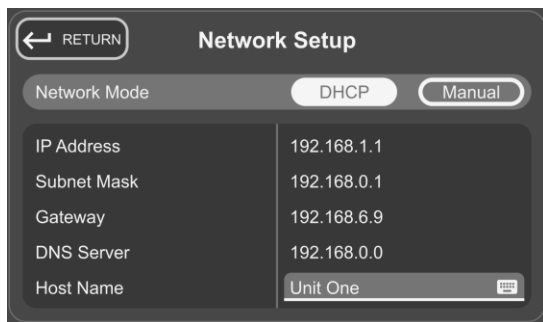 RETURN Network Setup
Network Mode DHCP Manual
IP Address 192.168.1.1
Subnet Mask 192.168.0.1
Gateway 192.168.6.9
DNS Server 192.168.0.0
Host Name Unit One